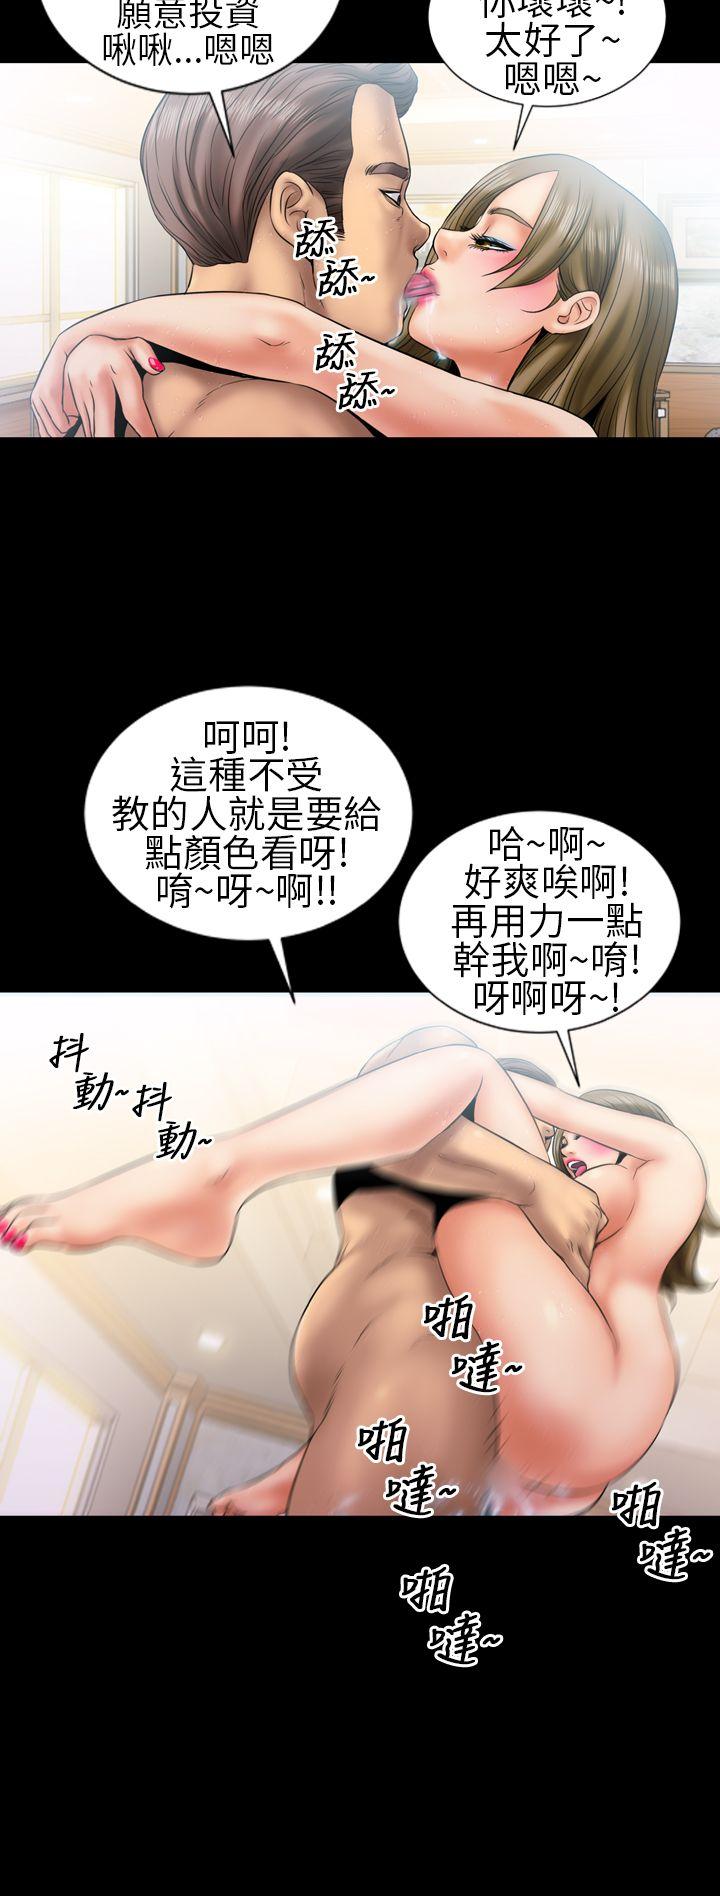 願意投資
啾啾...嗯嗯
你壞壞~!
太好了~
嗯嗯~
舔
舔~
舔
舔~
呵呵!
這種不受
教的人就是要給
點顏色看呀!
唷~呀~啊!!
哈~啊~
好爽唉啊!
再用力一點
幹我啊~唷!
呀啊呀~!
抖
動~
抖
動~
啪
噠~
啪
噠~
啪
噠~
啪
噠~